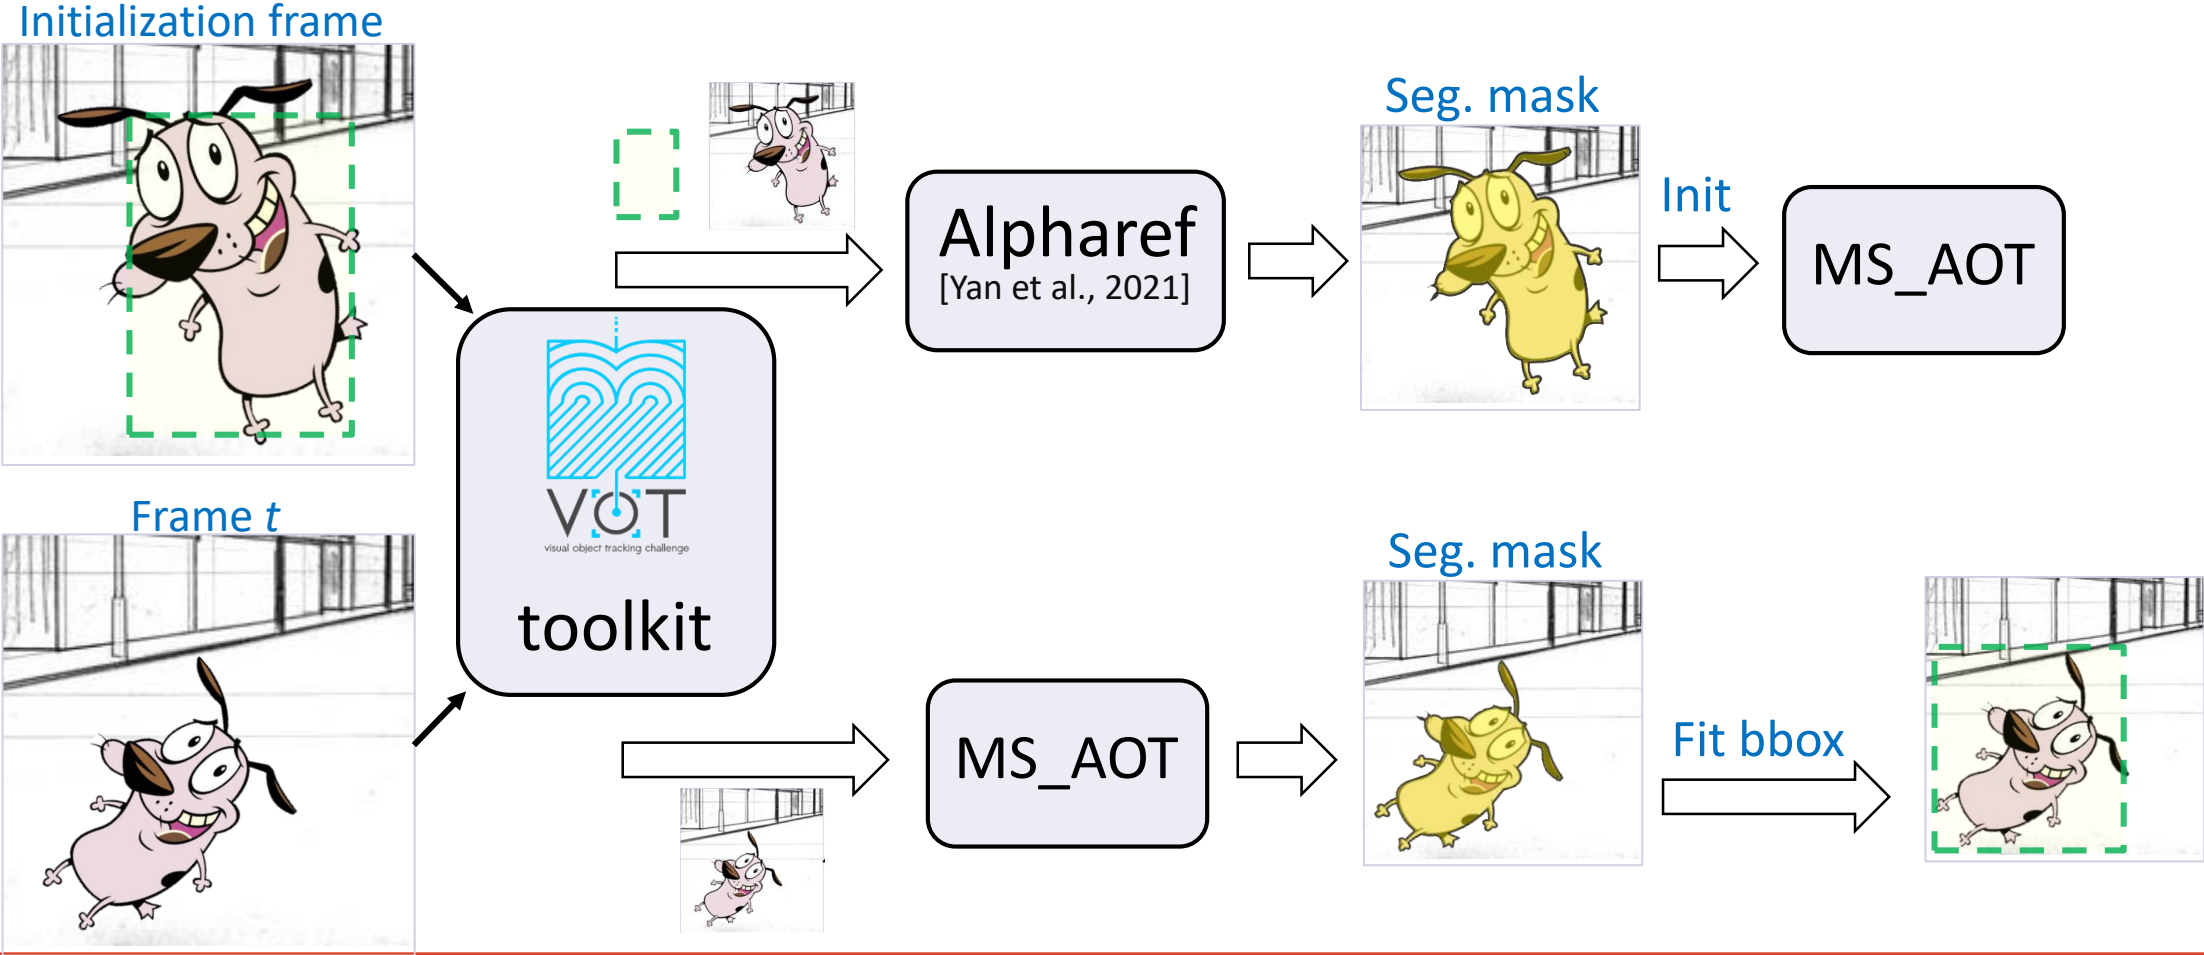 Initialization frame
Frame t
VOT
visual object tracking challenge
toolkit
Alpharef
[Yan et al., 2021]
Seg. mask
Init
MS_AOT
MS_AOT
Seg. mask
Fit bbox